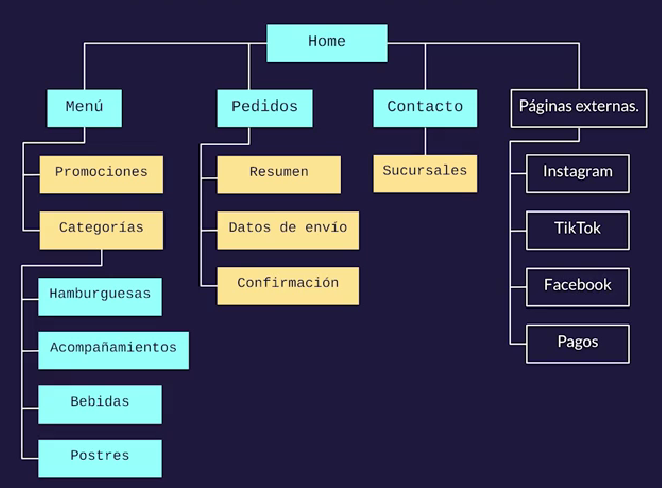 Home
Menú
Pedidos
Contacto
Páginas externas.
Promociones
Resumen
Sucursales
Instagram
Categorías
Datos de envío
TikTok
Hamburguesas
Confirmación
Facebook
Acompañamientos
Pagos
Bebidas
Postres